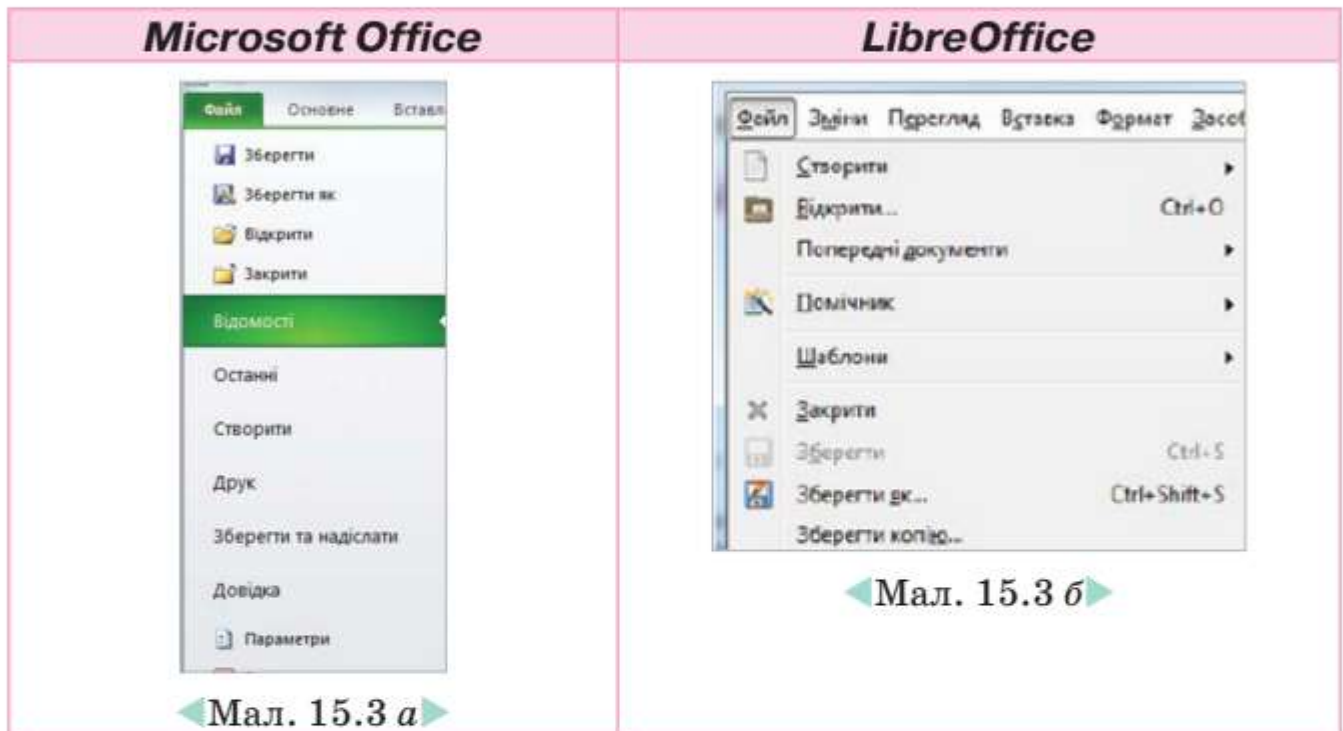 Microsoft Office
LibreOffice
Файл Основне Встав
Зберегти
Зберегти як
Відкрити
Закрити
Відомості
Останні
Створити
Друк
Зберегти та надіслати
Довідка
Параметри
Мал. 15.3 а
Файл Зміни Перегляд Вставка Формат Засоб
Створити
Відкрити... Ctrl+O
Попередні документи
Помічник
Шаблони
Закрити
Зберегти Ctrl+S
Зберегти як... Ctrl+Shift+S
Зберегти копію...
Мал. 15.3 б